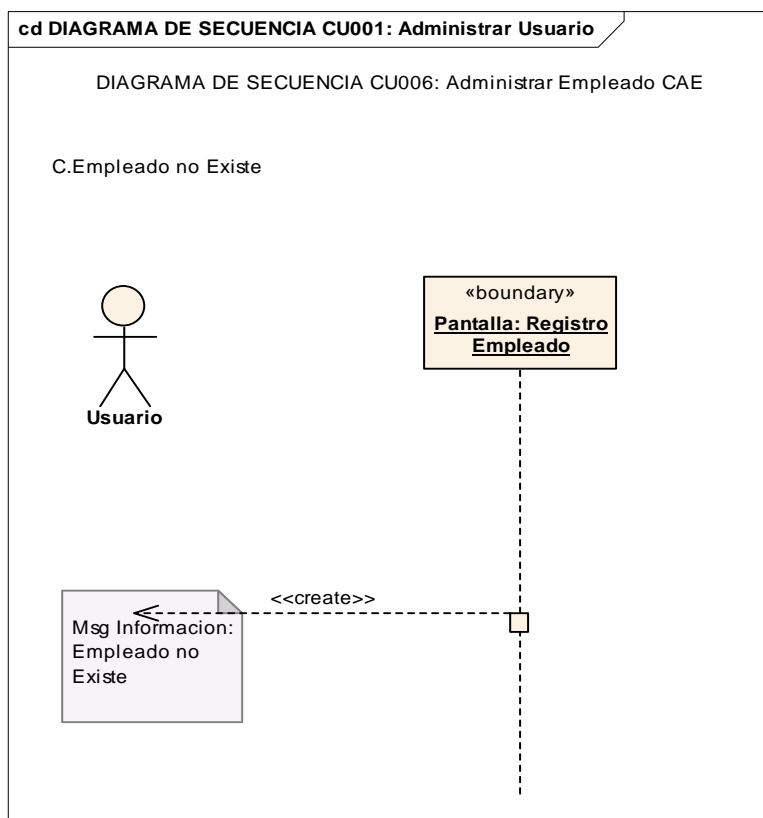 cd DIAGRAMA DE SECUENCIA CU001: Administrar Usuario
DIAGRAMA DE SECUENCIA CU006: Administrar Empleado CAE
C.Empleado no Existe
«boundary»
Pantalla: Registro
Empleado
Usuario
<<create>>
Msg Informacion:
Empleado no
Existe